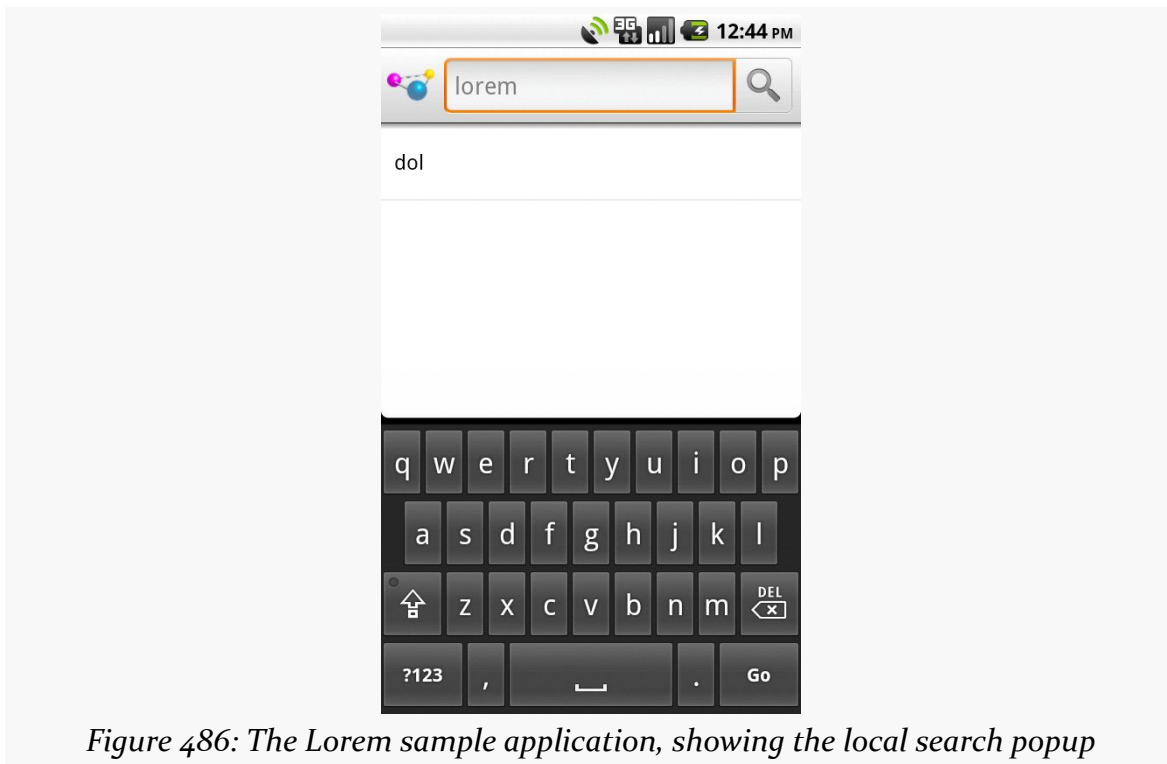 3G 12:44 PM
lorem
dol
q w e r t y u i o p
a s d f g h j k l
z x c v b n m DEL
?123 , . Go
Figure 486: The Lorem sample application, showing the local search popup